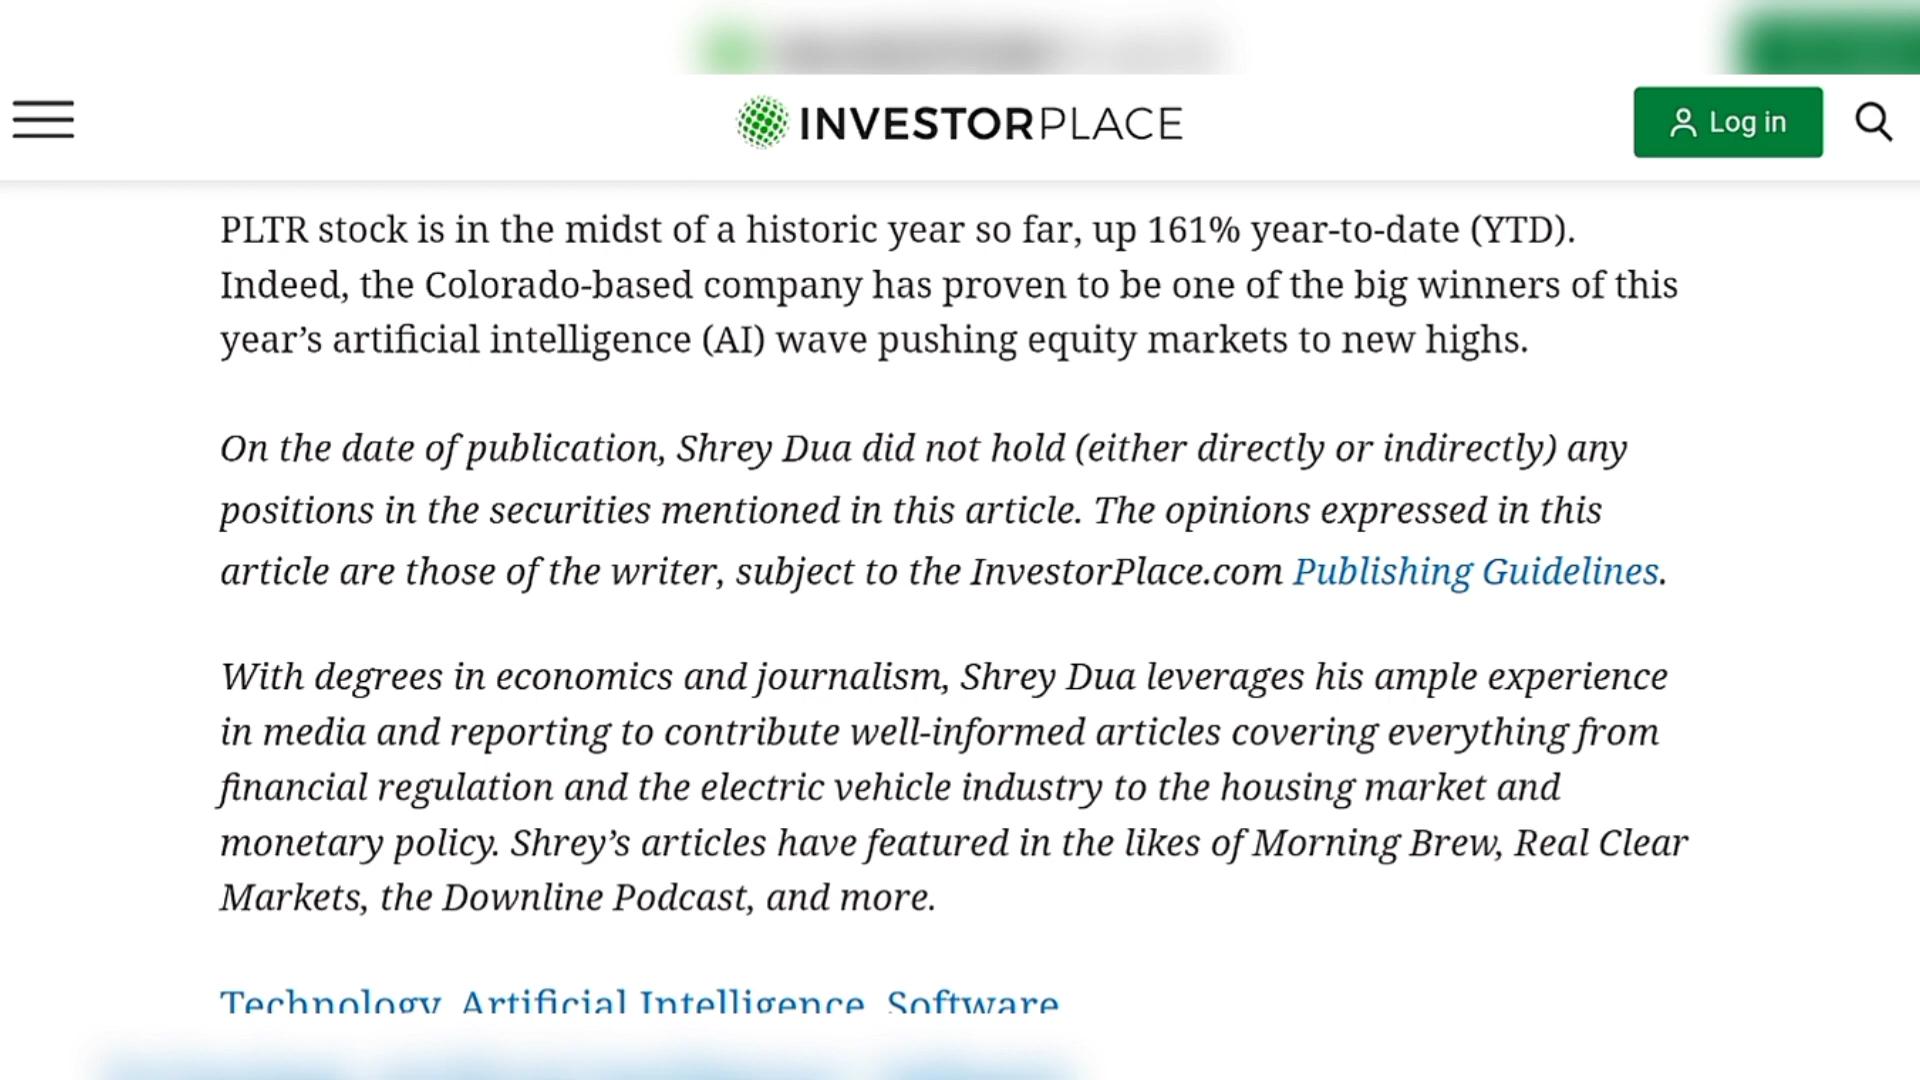 INVESTORPLACE
Log in
PLTR stock is in the midst of a historic year so far, up 161% year-to-date (YTD).
Indeed, the Colorado-based company has proven to be one of the big winners of this
year’s artificial intelligence (AI) wave pushing equity markets to new highs.
On the date of publication, Shrey Dua did not hold (either directly or indirectly) any
positions in the securities mentioned in this article. The opinions expressed in this
article are those of the writer, subject to the InvestorPlace.com Publishing Guidelines.
With degrees in economics and journalism, Shrey Dua leverages his ample experience
in media and reporting to contribute well-informed articles covering everything from
financial regulation and the electric vehicle industry to the housing market and
monetary policy. Shrey’s articles have featured in the likes of Morning Brew, Real Clear
Markets, the Downline Podcast, and more.
Technology, Artificial Intelligence, Software